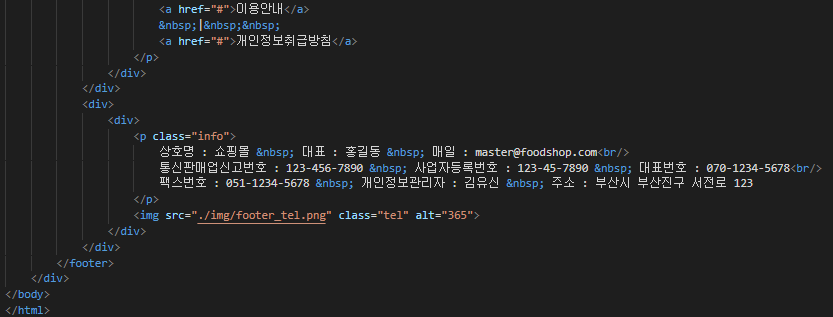 <a href="#">이용안내</a>
&nbsp;|&nbsp;&nbsp;
<a href="#">개인정보취급방침</a>
</p>
</div>
</div>
<div>
<div>
<p class="info">
상호명 : 쇼핑몰 &nbsp; 대표 : 홍길동 &nbsp; 매일 : master@foodshop.com<br/>
통신판매업신고번호 : 123-456-7890 &nbsp; 사업자등록번호 : 123-45-7890 &nbsp; 대표번호 : 070-1234-5678<br/>
팩스번호 : 051-1234-5678 &nbsp; 개인정보관리자 : 김유신 &nbsp; 주소 : 부산시 부산진구 서전로 123
</p>
<img src="./img/footer_tel.png" class="tel" alt="365">
</div>
</div>
</footer>
</div>
</body>
</html>